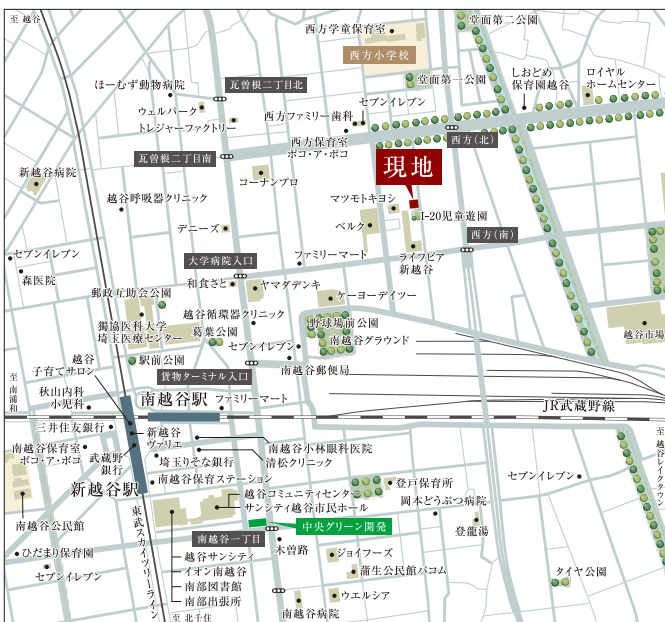 至 越谷
西方学童保育室
西方小学校
堂面第二公園
堂面第一公園
ほーむず動物病院
瓦曽根二丁目北
しおどめ
保育園越谷
ロイヤル
ホームセンター
セブンイレブン
ウェルパーク
トレジャーファクトリー
西方ファミリー歯科
西方保育室
ポコ・ア・ポコ
西方(北)
瓦曽根二丁目南
現地
新越谷病院
コーナンプロ
越谷呼吸器クリニック
マツモトキヨシ
I-20児童遊園
デニーズ
ベルク
西方(南)
セブンイレブン
森医院
大学病院入口
ファミリーマート
ライフピア
新越谷
和食さと
ヤマダデンキ
郵政互助会公園
ケーヨーデイツー
越谷循環器クリニック
獨協医科大学
埼玉医療センター
葛葉公園
野球場前公園
南越谷グラウンド
越谷市場
セブンイレブン
越谷
子育てサロン
駅前公園
南越谷郵便局
貨物ターミナル入口
至 南浦和
秋山内科
小児科
南越谷駅
ファミリーマート
JR武蔵野線
三井住友銀行
新越谷
ヴァリエ
南越谷保育室
ポコ・ア・ポコ
武蔵野
銀行
南越谷小林眼科医院
清松クリニック
埼玉りそな銀行
至 越谷レイクタウン
新越谷駅
南越谷保育ステーション
登戸保育所
セブンイレブン
越谷コミュニティセンター
サンシティ越谷市民ホール
岡本どうぶつ病院
南越谷公民館
東武スカイツリーライン
中央グリーン開発
登龍湯
南越谷一丁目
木曽路
ひだまり保育園
越谷サンシティ
ジョイフーズ
セブンイレブン
イオン南越谷
蒲生公民館バコム
タイヤ公園
南部図書館
ウエルシア
南部出張所
南越谷病院
至 北千住